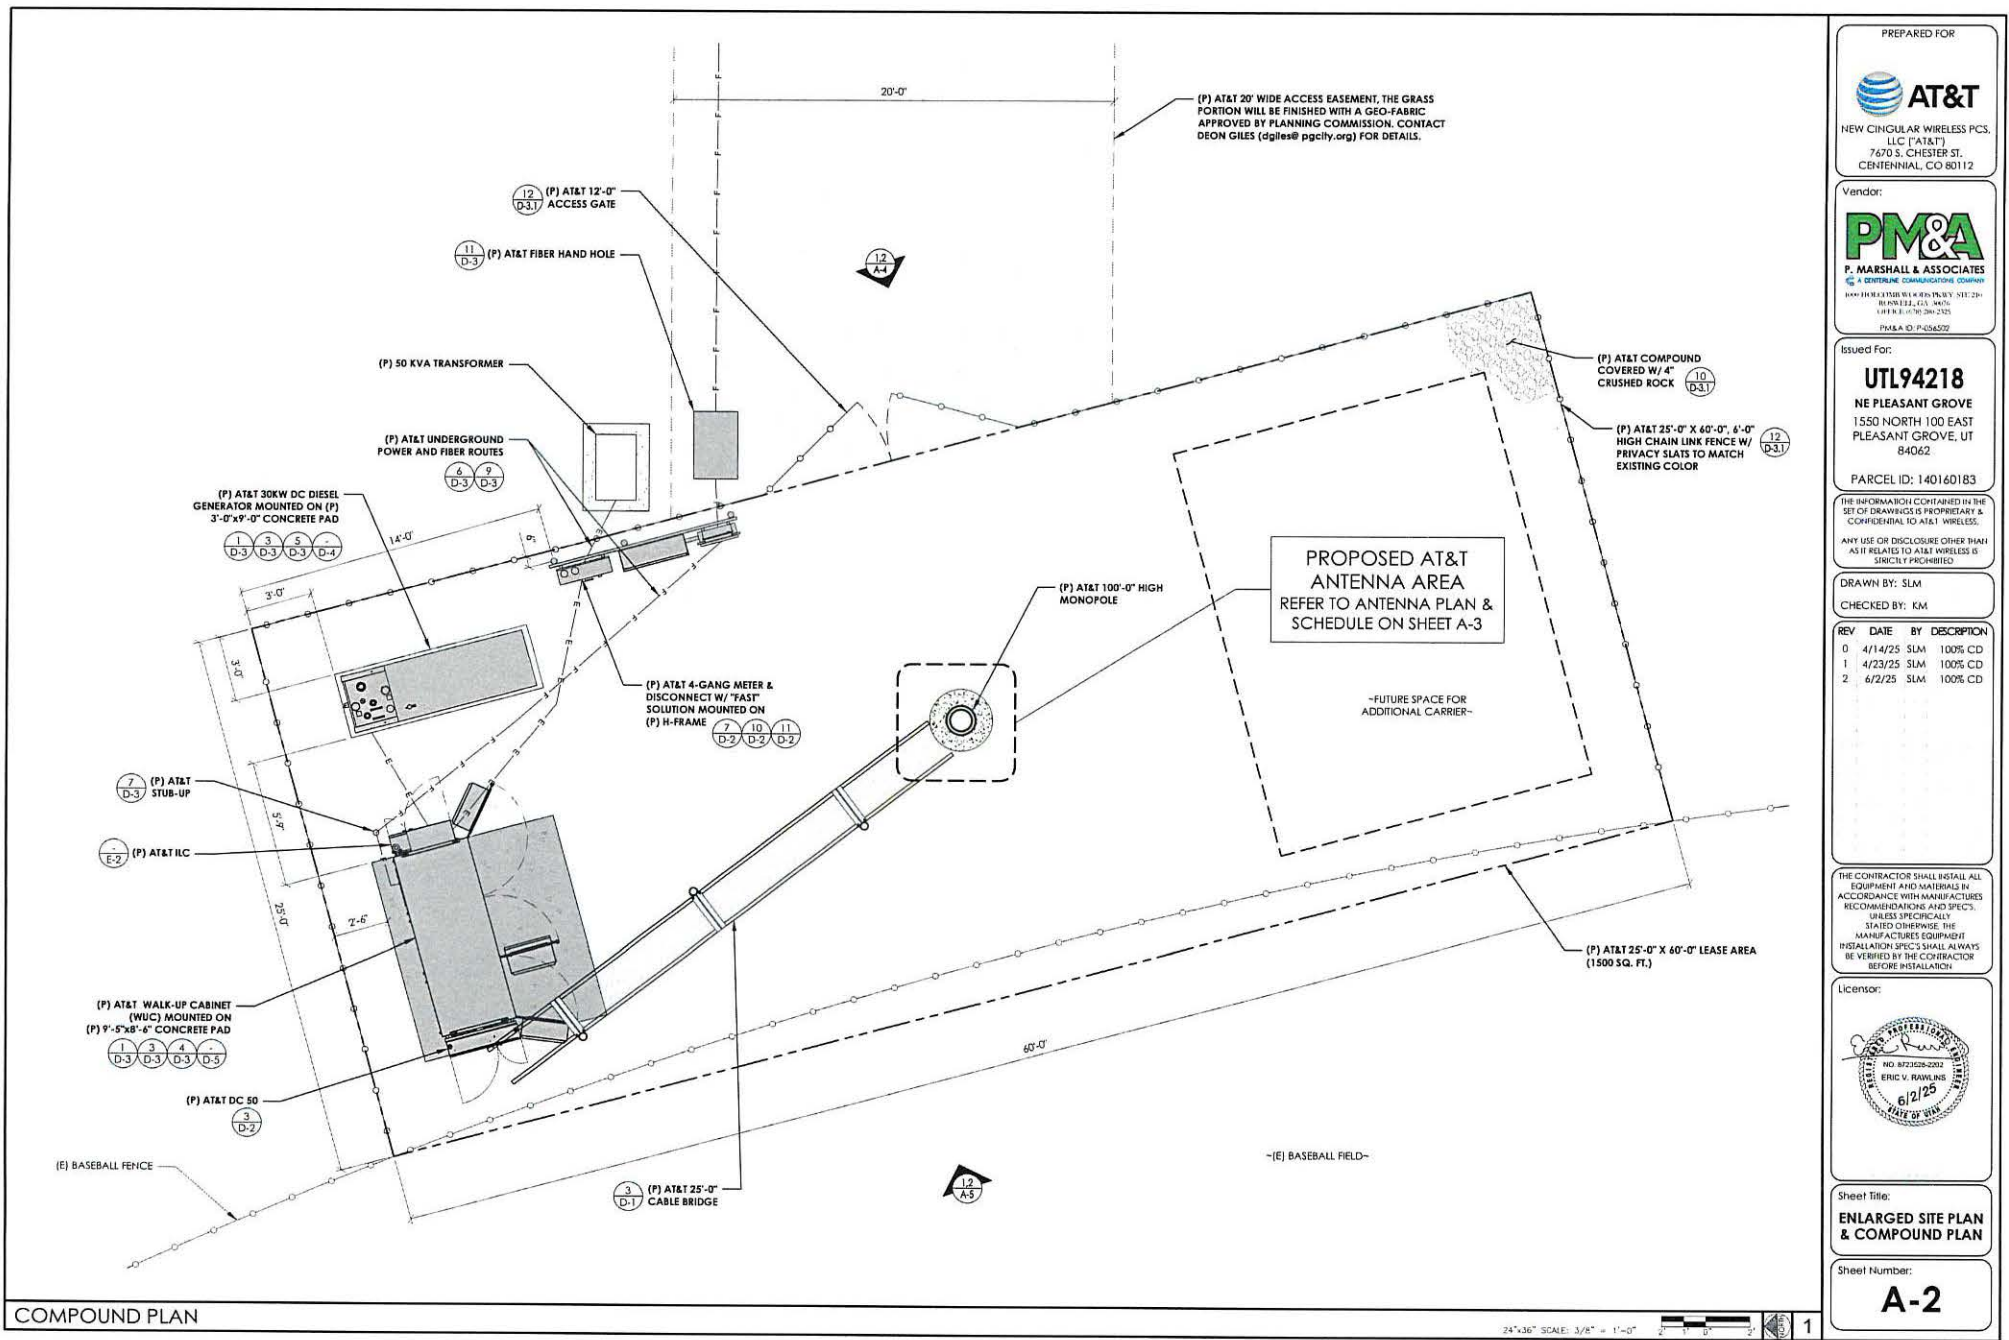 20'-0"
(P) AT&T 20' WIDE ACCESS EASEMENT, THE GRASS
PORTION WILL BE FINISHED WITH A GEO-FABRIC
APPROVED BY PLANNING COMMISSION. CONTACT
DEON GILES (dgiles@ pgcity.org) FOR DETAILS.
12
D-3.1
(P) AT&T 12'-0"
ACCESS GATE
11
D-3
(P) AT&T FIBER HAND HOLE
1,2
A-4
(P) 50 KVA TRANSFORMER
(P) AT&T UNDERGROUND
POWER AND FIBER ROUTES
6
D-3
9
D-3
(P) AT&T 30KW DC DIESEL
GENERATOR MOUNTED ON (P)
3'-0"x9'-0" CONCRETE PAD
1
D-3
3
D-3
5
D-3
-
D-4
14'-0"
6"
3'-0"
3'-0"
5'-9"
25'-0"
2'-6"
(P) AT&T COMPOUND
COVERED W/ 4"
CRUSHED ROCK
10
D-3.1
(P) AT&T 25'-0" X 60'-0", 6'-0"
HIGH CHAIN LINK FENCE W/
PRIVACY SLATS TO MATCH
EXISTING COLOR
12
D-3.1
PROPOSED AT&T
ANTENNA AREA
REFER TO ANTENNA PLAN &
SCHEDULE ON SHEET A-3
(P) AT&T 100'-0" HIGH
MONOPOLE
~FUTURE SPACE FOR
ADDITIONAL CARRIER~
(P) AT&T 4-GANG METER &
DISCONNECT W/ "FAST"
SOLUTION MOUNTED ON
(P) H-FRAME
7
D-2
10
D-2
11
D-2
7
D-3
(P) AT&T
STUB-UP
-
E-2
(P) AT&T ILC
(P) AT&T WALK-UP CABINET
(WUC) MOUNTED ON
(P) 9'-5"x8'-6" CONCRETE PAD
1
D-3
3
D-3
4
D-3
-
D-5
(P) AT&T DC 50
3
D-2
(E) BASEBALL FENCE
3
D-1
(P) AT&T 25'-0"
CABLE BRIDGE
60'-0"
(P) AT&T 25'-0" X 60'-0" LEASE AREA
(1500 SQ. FT.)
1,2
A-5
~(E) BASEBALL FIELD~
COMPOUND PLAN
24"x36" SCALE: 3/8" = 1'-0"
2' 1' 0" 2'
NORTH
1
PREPARED FOR
AT&T
NEW CINGULAR WIRELESS PCS,
LLC ("AT&T")
7670 S. CHESTER ST.
CENTENNIAL, CO 80112
Vendor:
PM&A
P. MARSHALL & ASSOCIATES
A CENTERLINE COMMUNICATIONS COMPANY
PM&A ID: P-056502
Issued For:
UTL94218
NE PLEASANT GROVE
1550 NORTH 100 EAST
PLEASANT GROVE, UT
84062
PARCEL ID: 140160183
THE INFORMATION CONTAINED IN THE
SET OF DRAWINGS IS PROPRIETARY &
CONFIDENTIAL TO AT&T WIRELESS.
ANY USE OR DISCLOSURE OTHER THAN
AS IT RELATES TO AT&T WIRELESS IS
STRICTLY PROHIBITED
DRAWN BY: SLM
CHECKED BY: KM
REV DATE BY DESCRIPTION
0 4/14/25 SLM 100% CD
1 4/23/25 SLM 100% CD
2 6/2/25 SLM 100% CD
THE CONTRACTOR SHALL INSTALL ALL
EQUIPMENT AND MATERIALS IN
ACCORDANCE WITH MANUFACTURES
RECOMMENDATIONS AND SPEC'S.
UNLESS SPECIFICALLY
STATED OTHERWISE, THE
MANUFACTURES EQUIPMENT
INSTALLATION SPEC'S SHALL ALWAYS
BE VERIFIED BY THE CONTRACTOR
BEFORE INSTALLATION
Licensor:
REGISTERED PROFESSIONAL ENGINEER
NO. 8723528-2202
ERIC V. RAWLINS
6/2/25
STATE OF UTAH
Sheet Title:
ENLARGED SITE PLAN
& COMPOUND PLAN
Sheet Number:
A-2